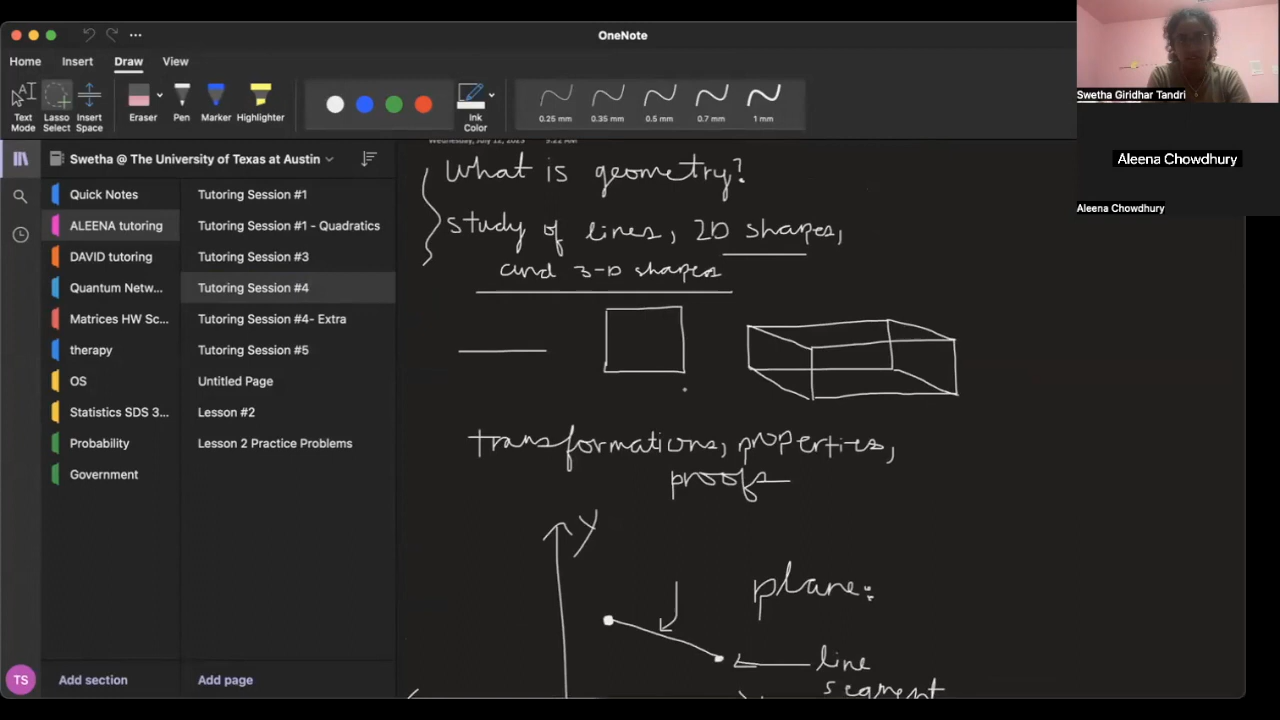 OneNote
Home Insert Draw View
Text Mode
Lasso Select
Insert Space
Eraser
Pen
Marker
Highlighter
Ink Color
0.25 mm
0.35 mm
0.5 mm
0.7 mm
1 mm
Swetha Giridhar Tandri
Aleena Chowdhury
Aleena Chowdhury
Swetha @ The University of Texas at Austin
Quick Notes
ALEENA tutoring
DAVID tutoring
Quantum Netw...
Matrices HW Sc...
therapy
OS
Statistics SDS 3...
Probability
Government
Tutoring Session #1
Tutoring Session #1 - Quadratics
Tutoring Session #3
Tutoring Session #4
Tutoring Session #4- Extra
Tutoring Session #5
Untitled Page
Lesson #2
Lesson 2 Practice Problems
TS
Add section
Add page
What is geometry?
study of lines, 2D shapes,
and 3-D shapes
transformations, properties,
proofs
y
plane:
line
segment